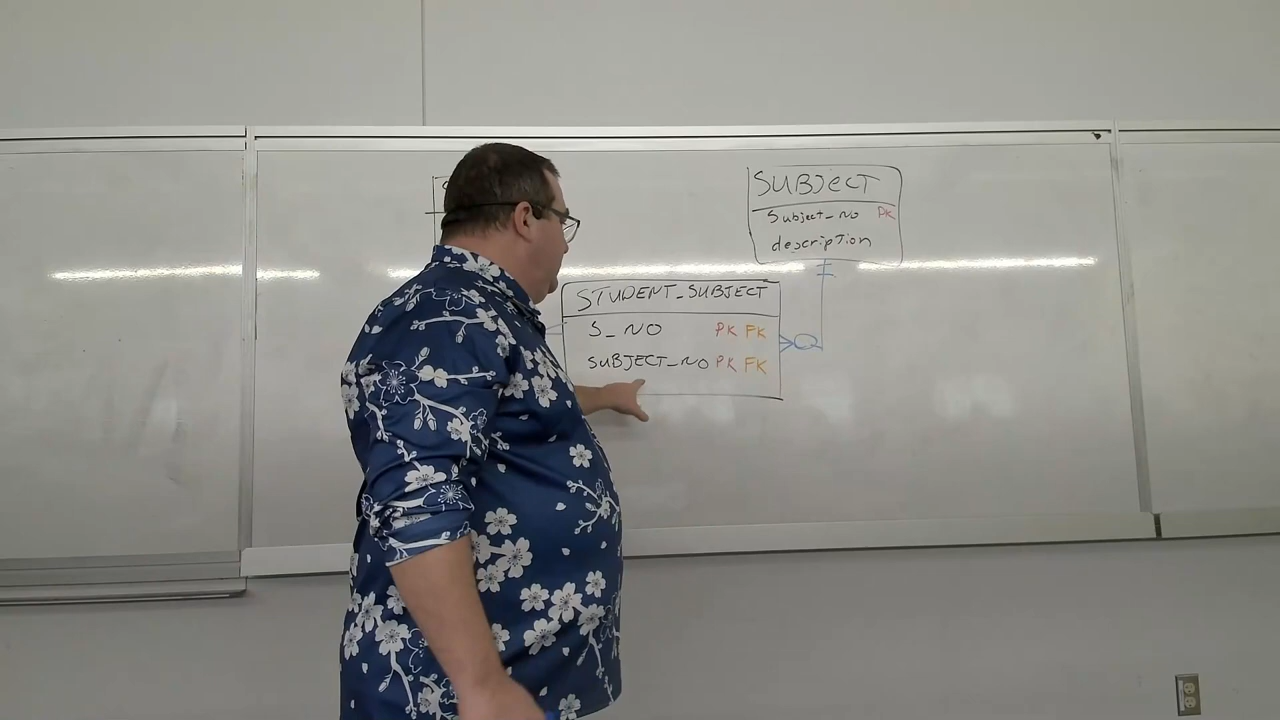 SUBJECT
Subject_no PK
description
STUDENT_SUBJECT
S_NO PK FK
SUBJECT_NO PK FK